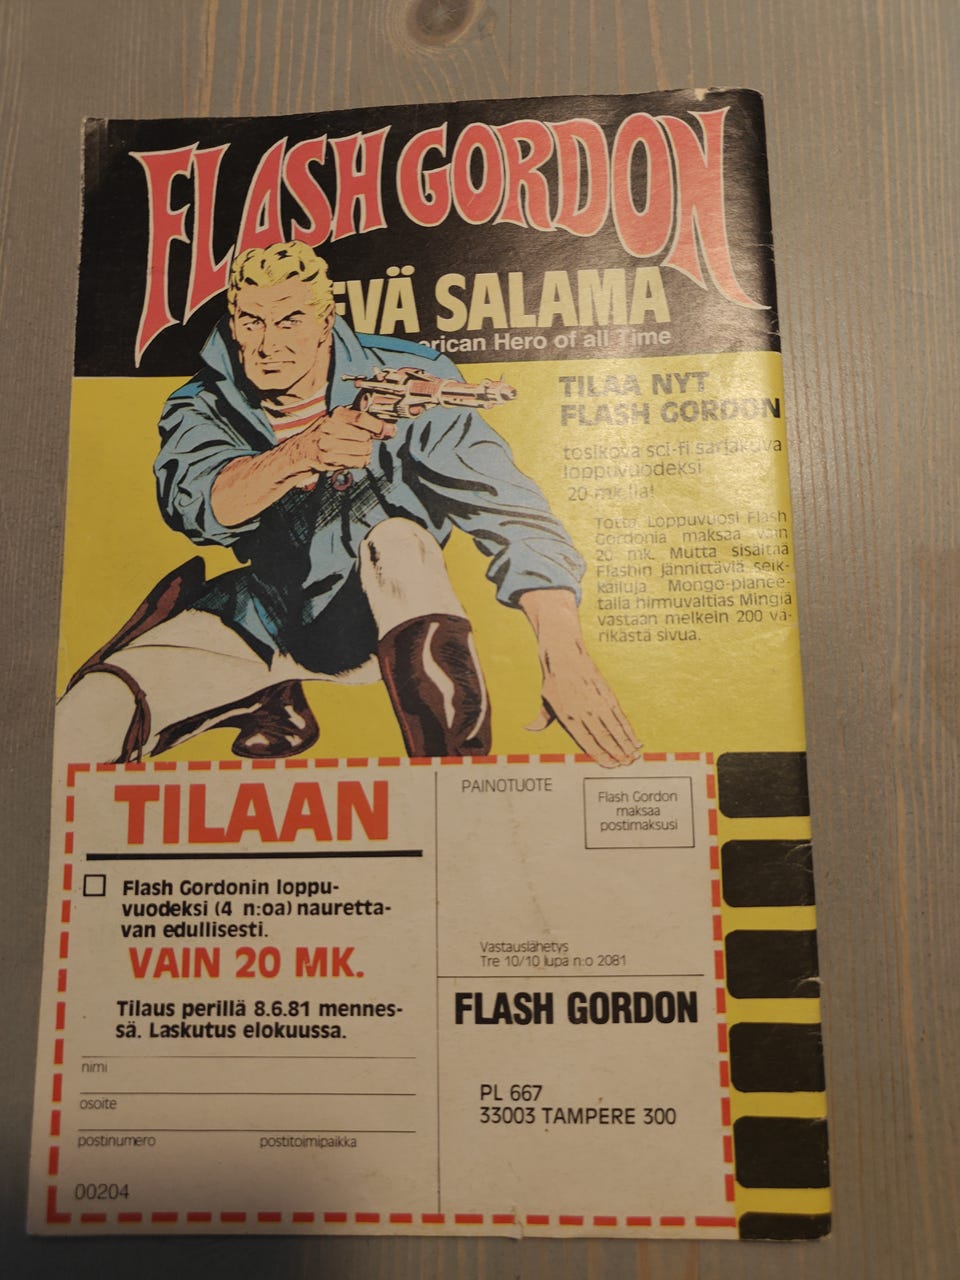 FLASH GORDON
EVÄ SALAMA
erican Hero of all Time
TILAA NYT
FLASH GORDON
tosikova sci-fi sarjakuva
loppuvuodeksi
20 mk:lla!
Totta. Loppuvuosi Flash
Gordonia maksaa vain
20 mk. Mutta sisältää
Flashin jännittäviä seik-
kailuja Mongo-planee-
talla hirmuvaltias Mingiä
vastaan melkein 200 vä-
rikästä sivua.
TILAAN
Flash Gordonin loppu-
vuodeksi (4 n:oa) nauretta-
van edullisesti.
VAIN 20 MK.
Tilaus perillä 8.6.81 mennes-
sä. Laskutus elokuussa.
nimi
osoite
postinumero postitoimipaikka
00204
PAINOTUOTE
Flash Gordon
maksaa
postimaksusi
Vastauslähetys
Tre 10/10 lupa n:o 2081
FLASH GORDON
PL 667
33003 TAMPERE 300